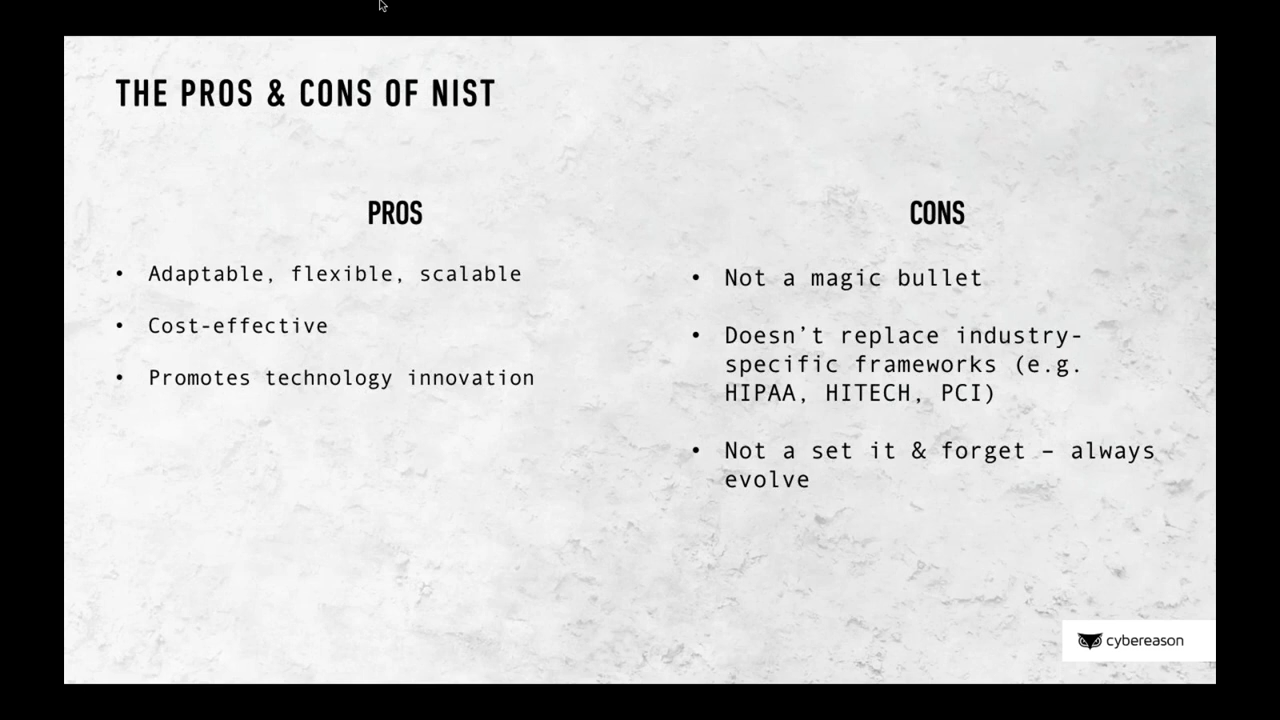 THE PROS & CONS OF NIST
PROS
• Adaptable, flexible, scalable
• Cost-effective
• Promotes technology innovation
CONS
• Not a magic bullet
• Doesn’t replace industry-
specific frameworks (e.g.
HIPAA, HITECH, PCI)
• Not a set it & forget – always
evolve
cybereason